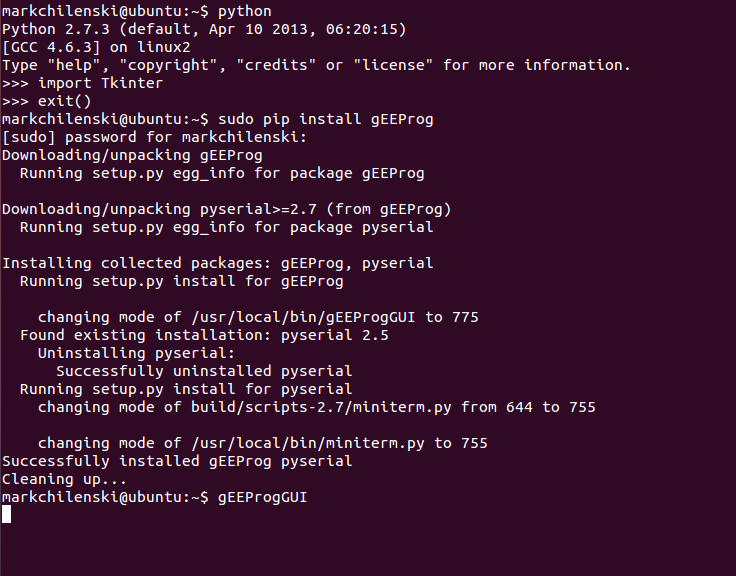 markchilenski@ubuntu:~$ python
Python 2.7.3 (default, Apr 10 2013, 06:20:15)
[GCC 4.6.3] on linux2
Type "help", "copyright", "credits" or "license" for more information.
>>> import Tkinter
>>> exit()
markchilenski@ubuntu:~$ sudo pip install gEEProg
[sudo] password for markchilenski:
Downloading/unpacking gEEProg
  Running setup.py egg_info for package gEEProg

Downloading/unpacking pyserial>=2.7 (from gEEProg)
  Running setup.py egg_info for package pyserial

Installing collected packages: gEEProg, pyserial
  Running setup.py install for gEEProg

    changing mode of /usr/local/bin/gEEProgGUI to 775
  Found existing installation: pyserial 2.5
    Uninstalling pyserial:
      Successfully uninstalled pyserial
  Running setup.py install for pyserial
    changing mode of build/scripts-2.7/miniterm.py from 644 to 755

    changing mode of /usr/local/bin/miniterm.py to 755
Successfully installed gEEProg pyserial
Cleaning up...
markchilenski@ubuntu:~$ gEEProgGUI